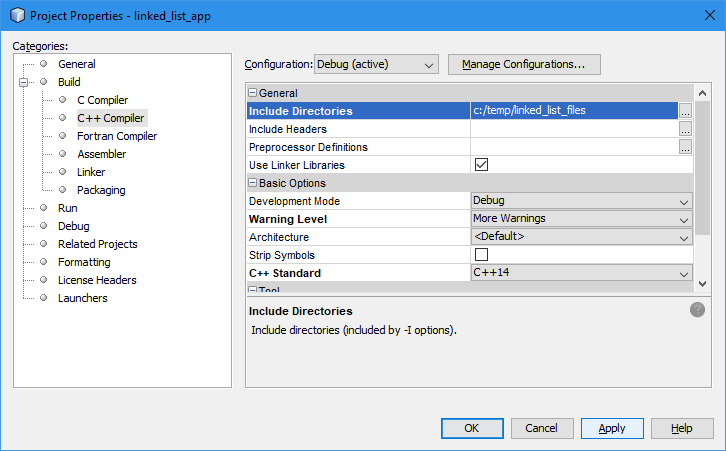 Project Properties - linked_list_app
Categories:
General
Build
C Compiler
C++ Compiler
Fortran Compiler
Assembler
Linker
Packaging
Run
Debug
Related Projects
Formatting
License Headers
Launchers
Configuration: Debug (active) Manage Configurations...
General
Include Directories c:/temp/linked_list_files ...
Include Headers ...
Preprocessor Definitions ...
Use Linker Libraries
Basic Options
Development Mode Debug
Warning Level More Warnings
Architecture <Default>
Strip Symbols
C++ Standard C++14
Tool
Include Directories
?
Include directories (included by -I options).
OK Cancel Apply Help